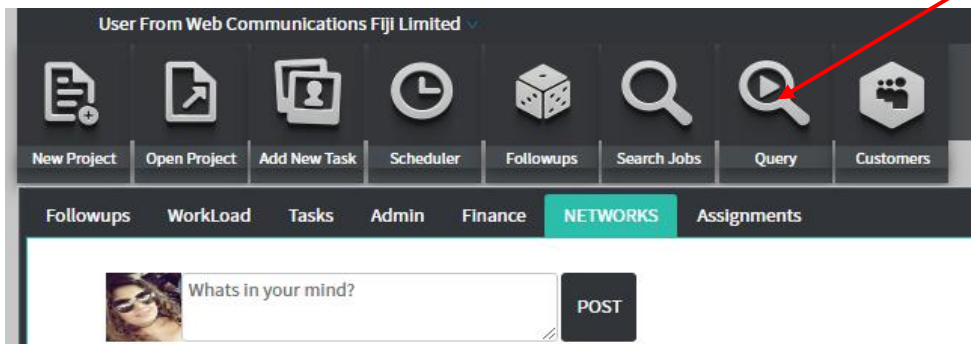 User From Web Communications Fiji Limited
New Project Open Project Add New Task Scheduler Followups Search Jobs Query Customers
Followups WorkLoad Tasks Admin Finance NETWORKS Assignments
Whats in your mind?
POST